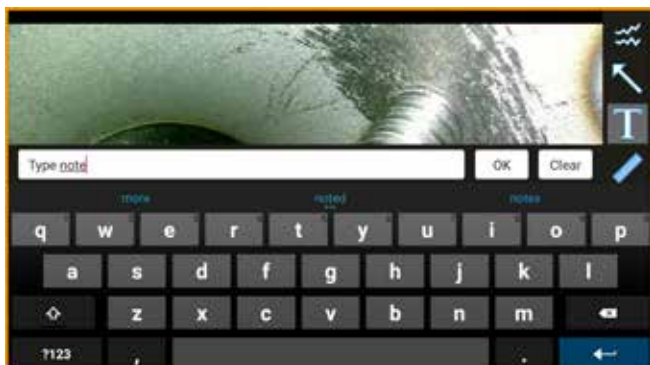 Type note
OK
Clear
T
more
noted
notes
q w e r t y u i o p
a s d f g h j k l
z x c v b n m
?123 , .